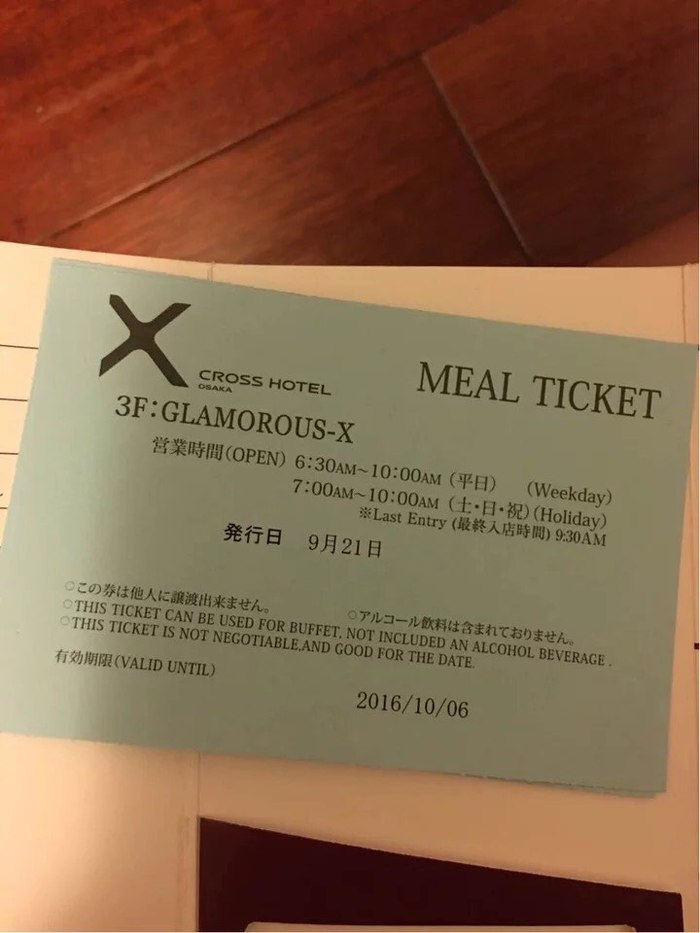 X
CROSS HOTEL
OSAKA
MEAL TICKET
3F:GLAMOROUS-X
営業時間(OPEN) 6:30AM~10:00AM (平日) (Weekday)
7:00AM~10:00AM (土・日・祝)(Holiday)
※Last Entry (最終入店時間) 9:30AM
発行日 9月21日
○この券は他人に譲渡出来ません。 ○アルコール飲料は含まれておりません。
○THIS TICKET CAN BE USED FOR BUFFET, NOT INCLUDED AN ALCOHOL BEVERAGE .
○THIS TICKET IS NOT NEGOTIABLE,AND GOOD FOR THE DATE.
有効期限(VALID UNTIL)
2016/10/06